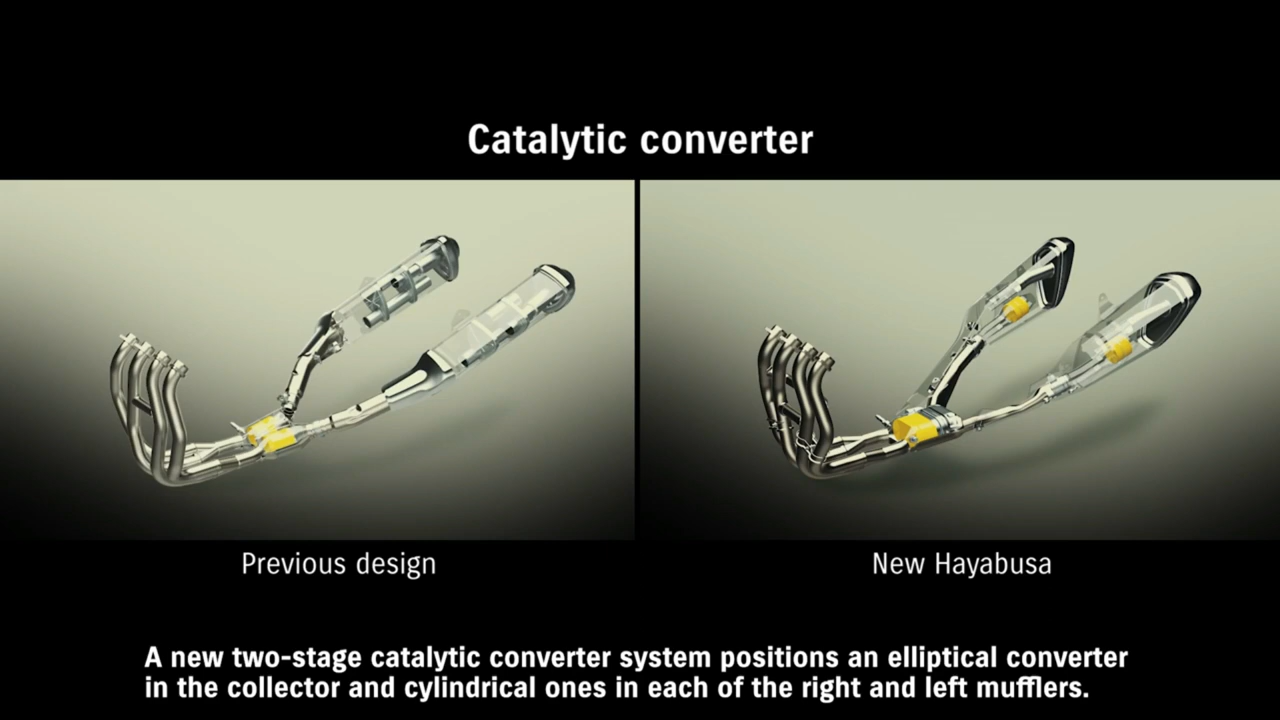 Catalytic converter
Previous design
New Hayabusa
A new two-stage catalytic converter system positions an elliptical converter
in the collector and cylindrical ones in each of the right and left mufflers.